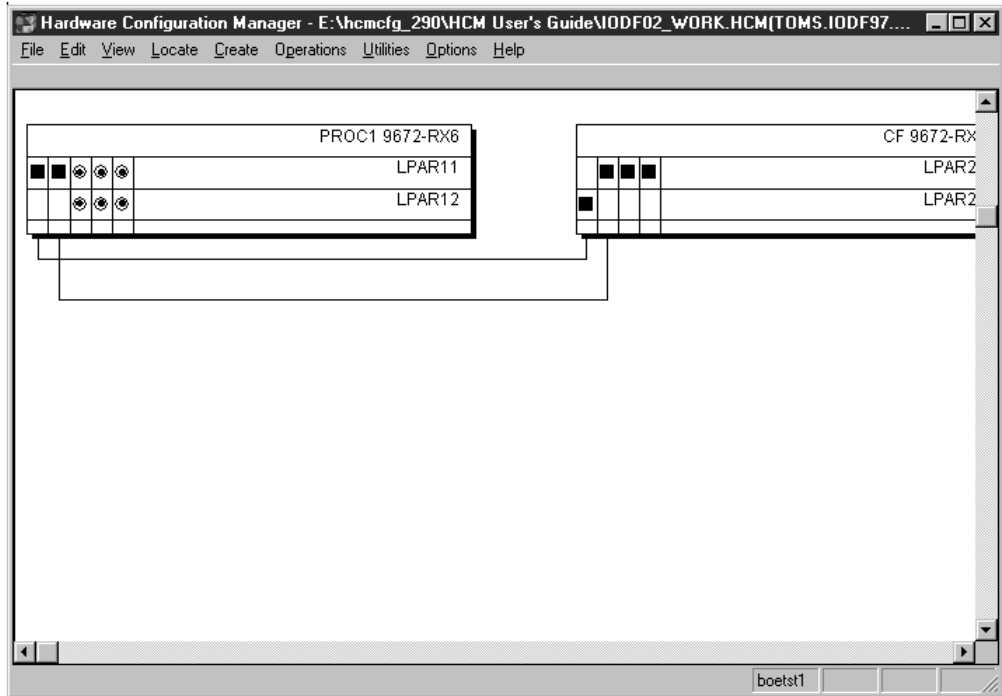 Hardware Configuration Manager - E:\hcmcfg_290\HCM User's Guide\IODF02_WORK.HCM(TOMS.IODF97....
File Edit View Locate Create Operations Utilities Options Help
PROC1 9672-RX6
CF 9672-RX
LPAR11
LPAR2
LPAR12
LPAR2
boetst1